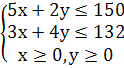 5x + 2y ≤ 150
3x + 4y ≤ 132
x ≥ 0, y ≥ 0